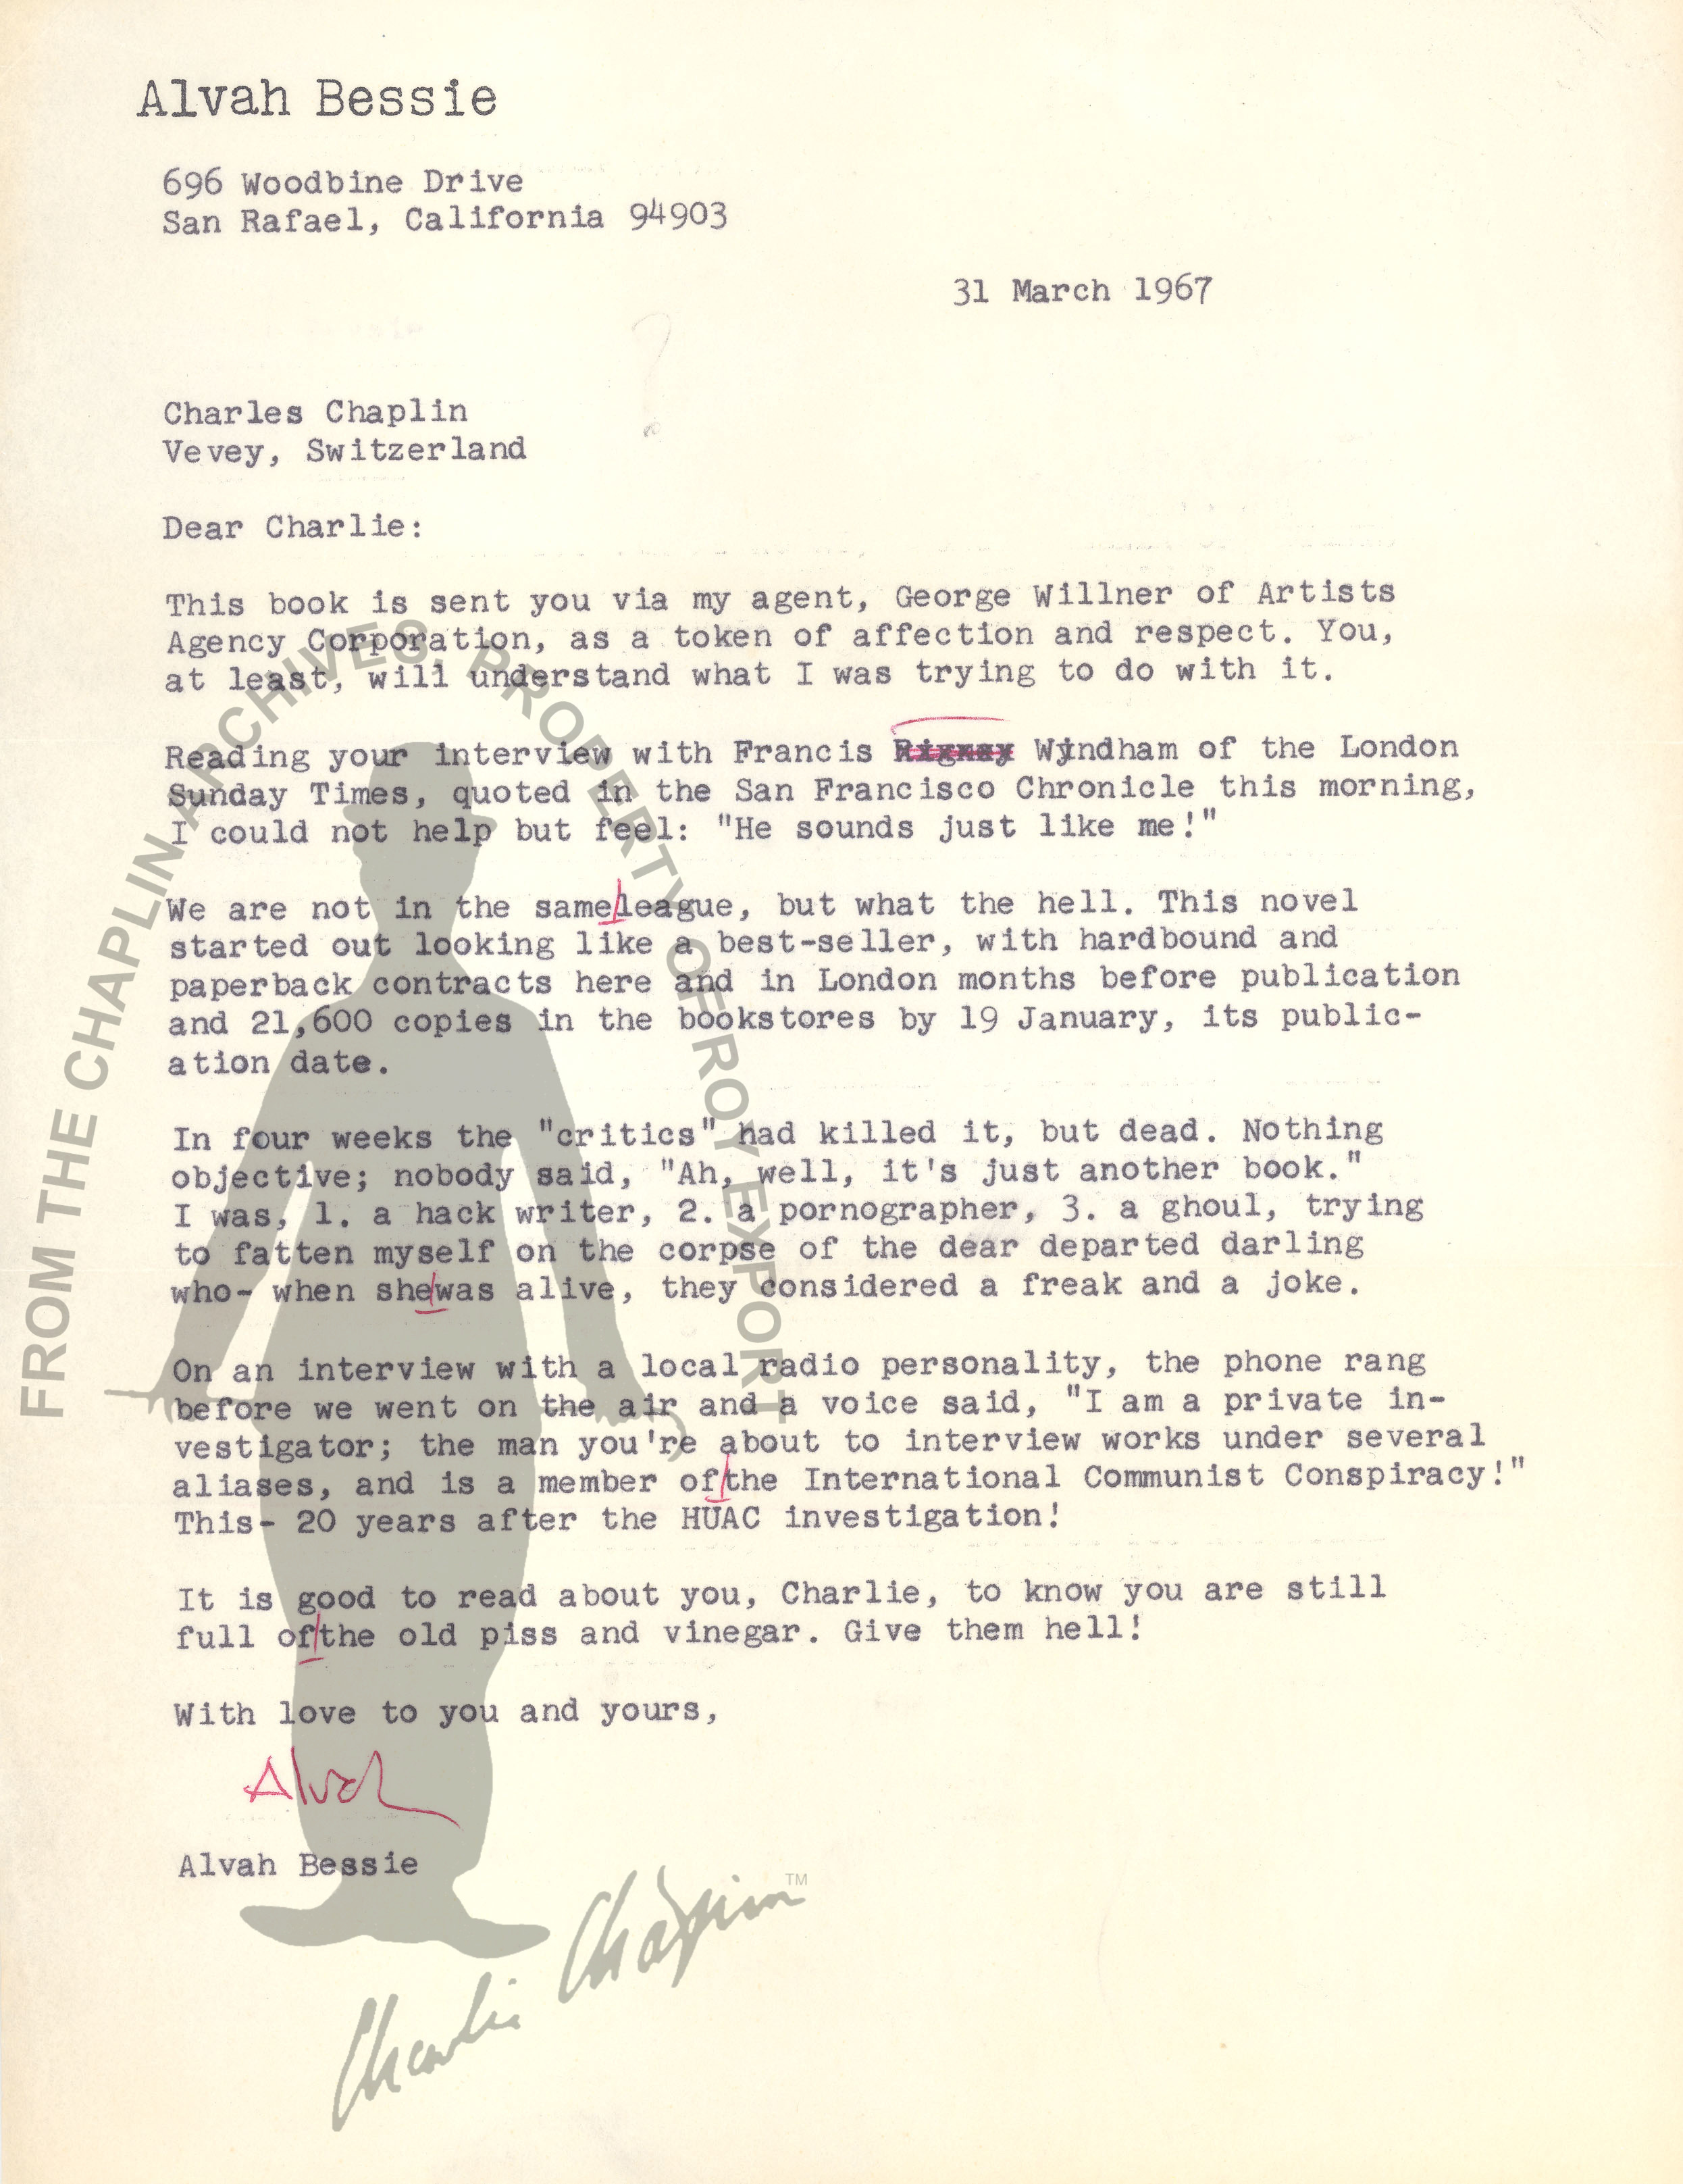 Alvah Bessie
696 Woodbine Drive
San Rafael, California 94903
31 March 1967
Charles Chaplin
Vevey, Switzerland
Dear Charlie:
This book is sent you via my agent, George Willner of Artists
Agency Corporation, as a token of affection and respect. You,
at least, will understand what I was trying to do with it.
Reading your interview with Francis Wyndham of the London
Sunday Times, quoted in the San Francisco Chronicle this morning,
I could not help but feel: "He sounds just like me!"
We are not in the same league, but what the hell. This novel
started out looking like a best-seller, with hardbound and
paperback contracts here and in London months before publication
and 21,600 copies in the bookstores by 19 January, its public-
ation date.
In four weeks the "critics" had killed it, but dead. Nothing
objective; nobody said, "Ah, well, it's just another book."
I was, 1. a hack writer, 2. a pornographer, 3. a ghoul, trying
to fatten myself on the corpse of the dear departed darling
who- when she was alive, they considered a freak and a joke.
On an interview with a local radio personality, the phone rang
before we went on the air and a voice said, "I am a private in-
vestigator; the man you're about to interview works under several
aliases, and is a member of the International Communist Conspiracy!"
This- 20 years after the HUAC investigation!
It is good to read about you, Charlie, to know you are still
full of the old piss and vinegar. Give them hell!
With love to you and yours,
Alvah
Alvah Bessie
FROM THE CHAPLIN ARCHIVES, PROPERTY OF ROY EXPORT
Charlie Chaplin™